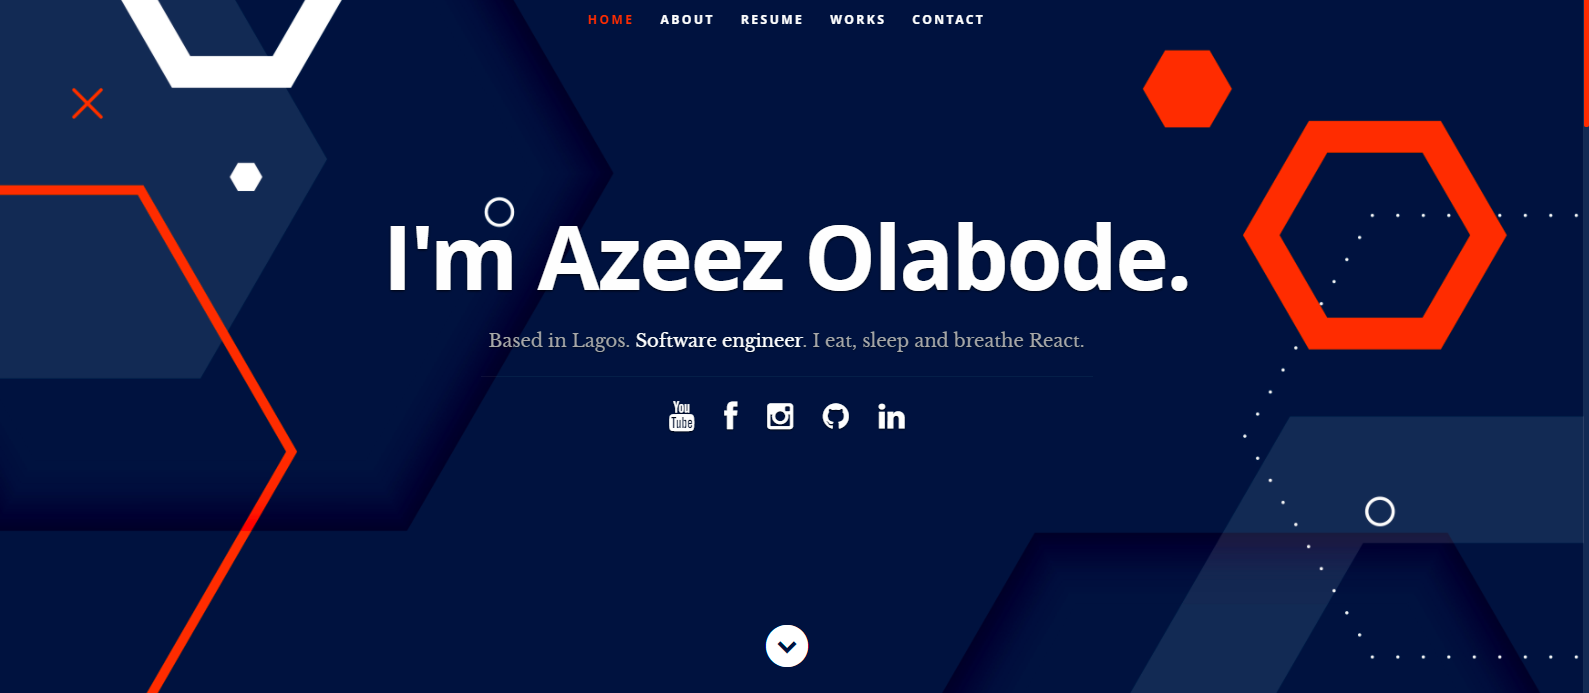 HOME ABOUT RESUME WORKS CONTACT
I'm Azeez Olabode.
Based in Lagos. Software engineer. I eat, sleep and breathe React.
You
Tube